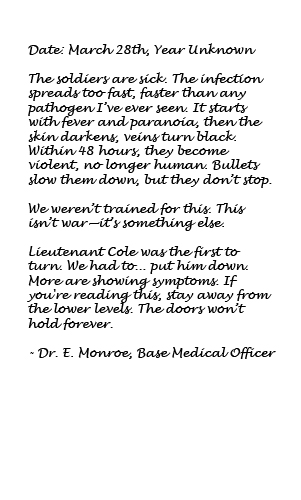 Date: March 28th, Year Unknown
The soldiers are sick. The infection
spreads too fast, faster than any
pathogen I've ever seen. It starts
with fever and paranoia, then the
skin darkens, veins turn black.
Within 48 hours, they become
violent, no longer human. Bullets
slow them down, but they don't stop.
We weren't trained for this. This
isn't war—it's something else.
Lieutenant Cole was the first to
turn. We had to... put him down.
More are showing symptoms. If
you're reading this, stay away from
the lower levels. The doors won't
hold forever.
- Dr. E. Monroe, Base Medical Officer